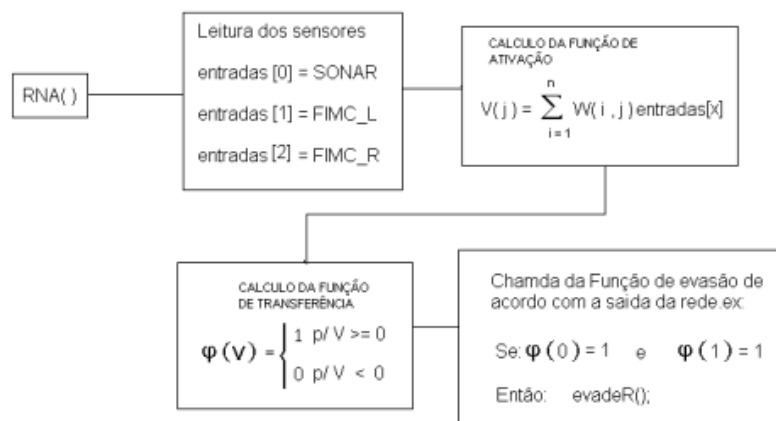 RNA( )
Leitura dos sensores
entradas [0] = SONAR
entradas [1] = FIMC_L
entradas [2] = FIMC_R
CALCULO DA FUNÇÃO DE
ATIVAÇÃO
n
V( j ) = ∑ W( i , j ) entradas[x]
i = 1
CALCULO DA FUNÇÃO
DE TRANSFERÊNCIA
1 p/ V >= 0
φ (v) = {
0 p/ V < 0
Chamda da Função de evasão de
acordo com a saida da rede.ex:
Se: φ (0) = 1 e φ (1) = 1
Então: evadeR();